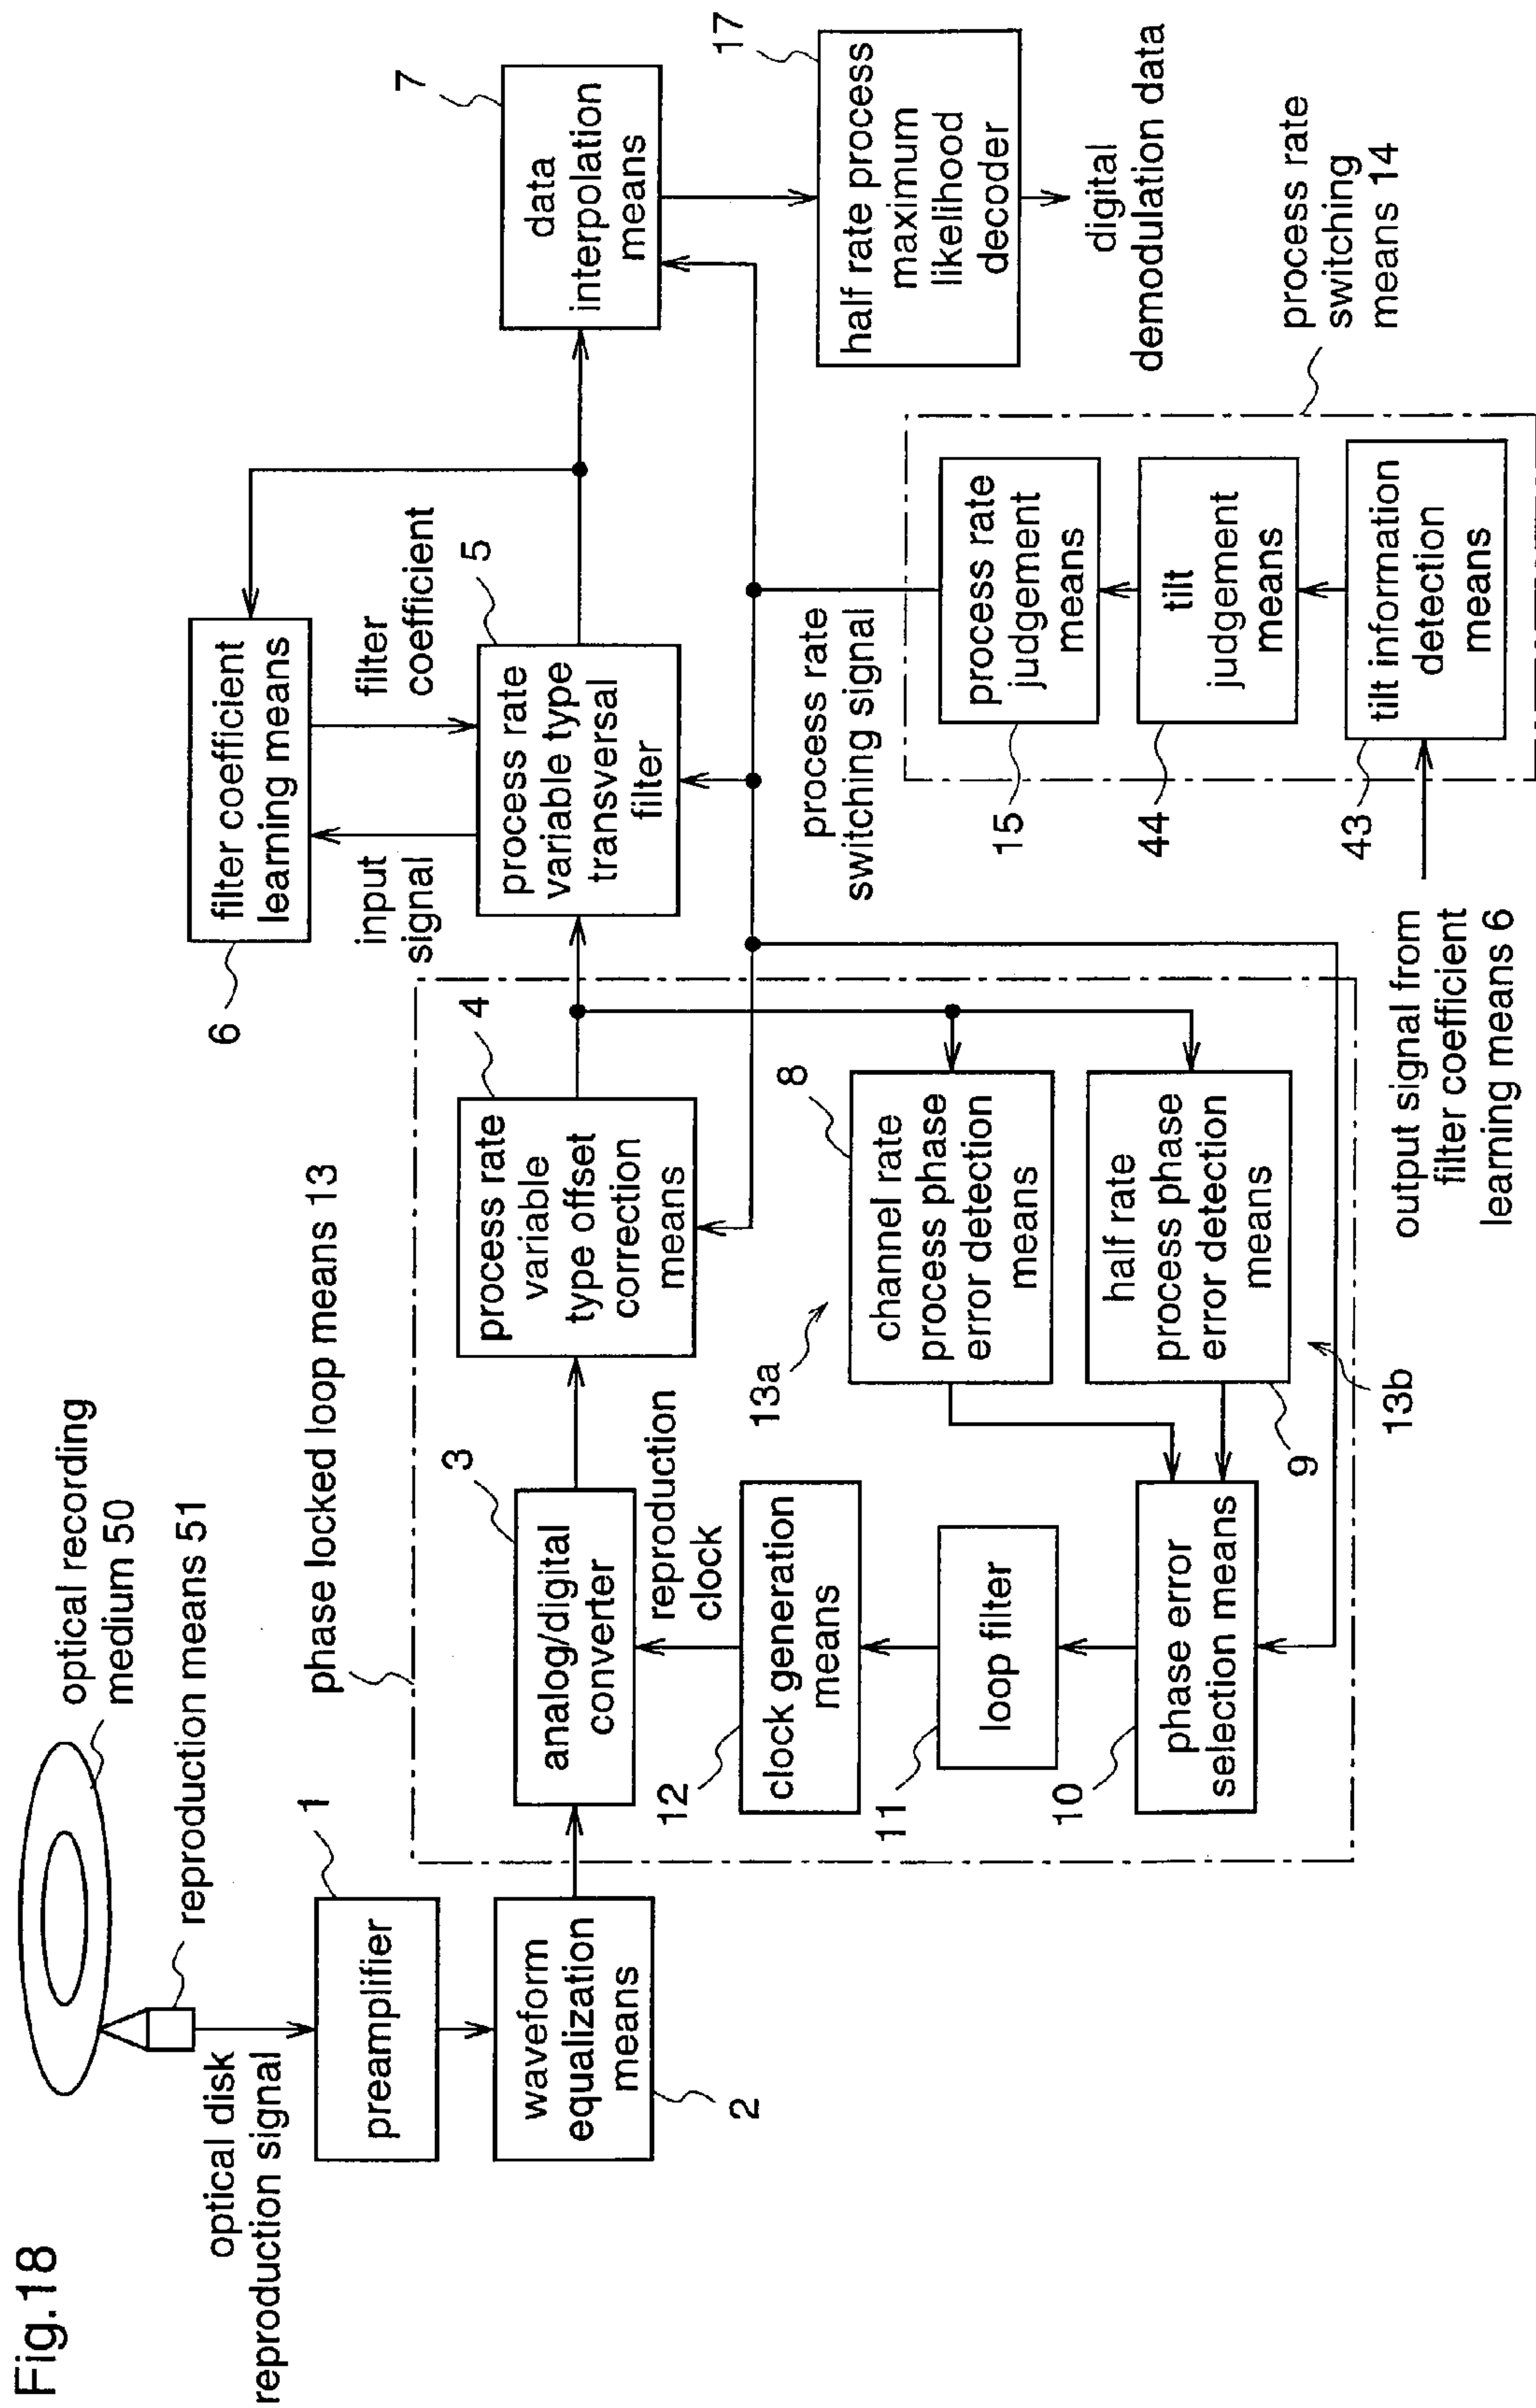 Fig.18
optical recording
medium 50
reproduction means 51
optical disk
reproduction signal
1
preamplifier
waveform
equalization
means
2
phase locked loop means 13
3
analog/digital
converter
reproduction
clock
4
process rate
variable
type offset
correction
means
12
clock generation
means
11
loop filter
10
phase error
selection means
13a
8
channel rate
process phase
error detection
means
half rate
process phase
error detection
means
9
13b
6
filter coefficient
learning means
input
signal
filter
coefficient
5
process rate
variable type
transversal
filter
7
data
interpolation
means
17
half rate process
maximum
likelihood
decoder
digital
demodulation data
process rate
switching signal
process rate
switching
means 14
15
process rate
judgement
means
44
tilt
judgment
means
43
tilt information
detection
means
output signal from
filter coefficient
learning means 6